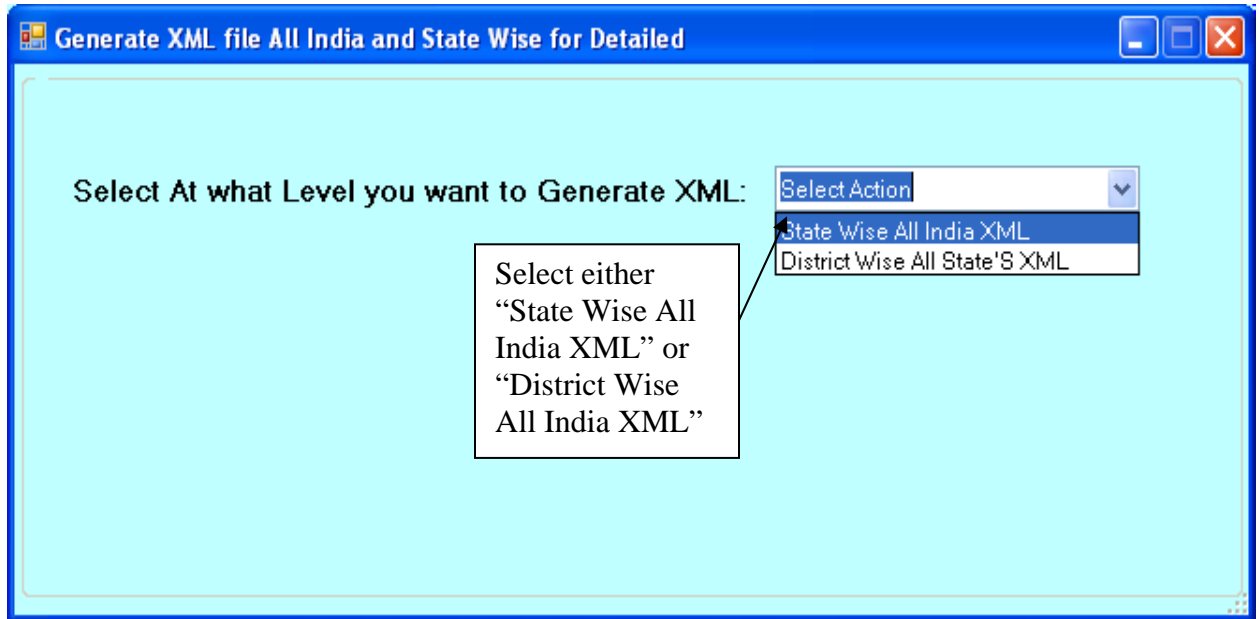 Generate XML file All India and State Wise for Detailed
Select At what Level you want to Generate XML:
Select Action
State Wise All India XML
District Wise All State'S XML
Select either
“State Wise All
India XML” or
“District Wise
All India XML”